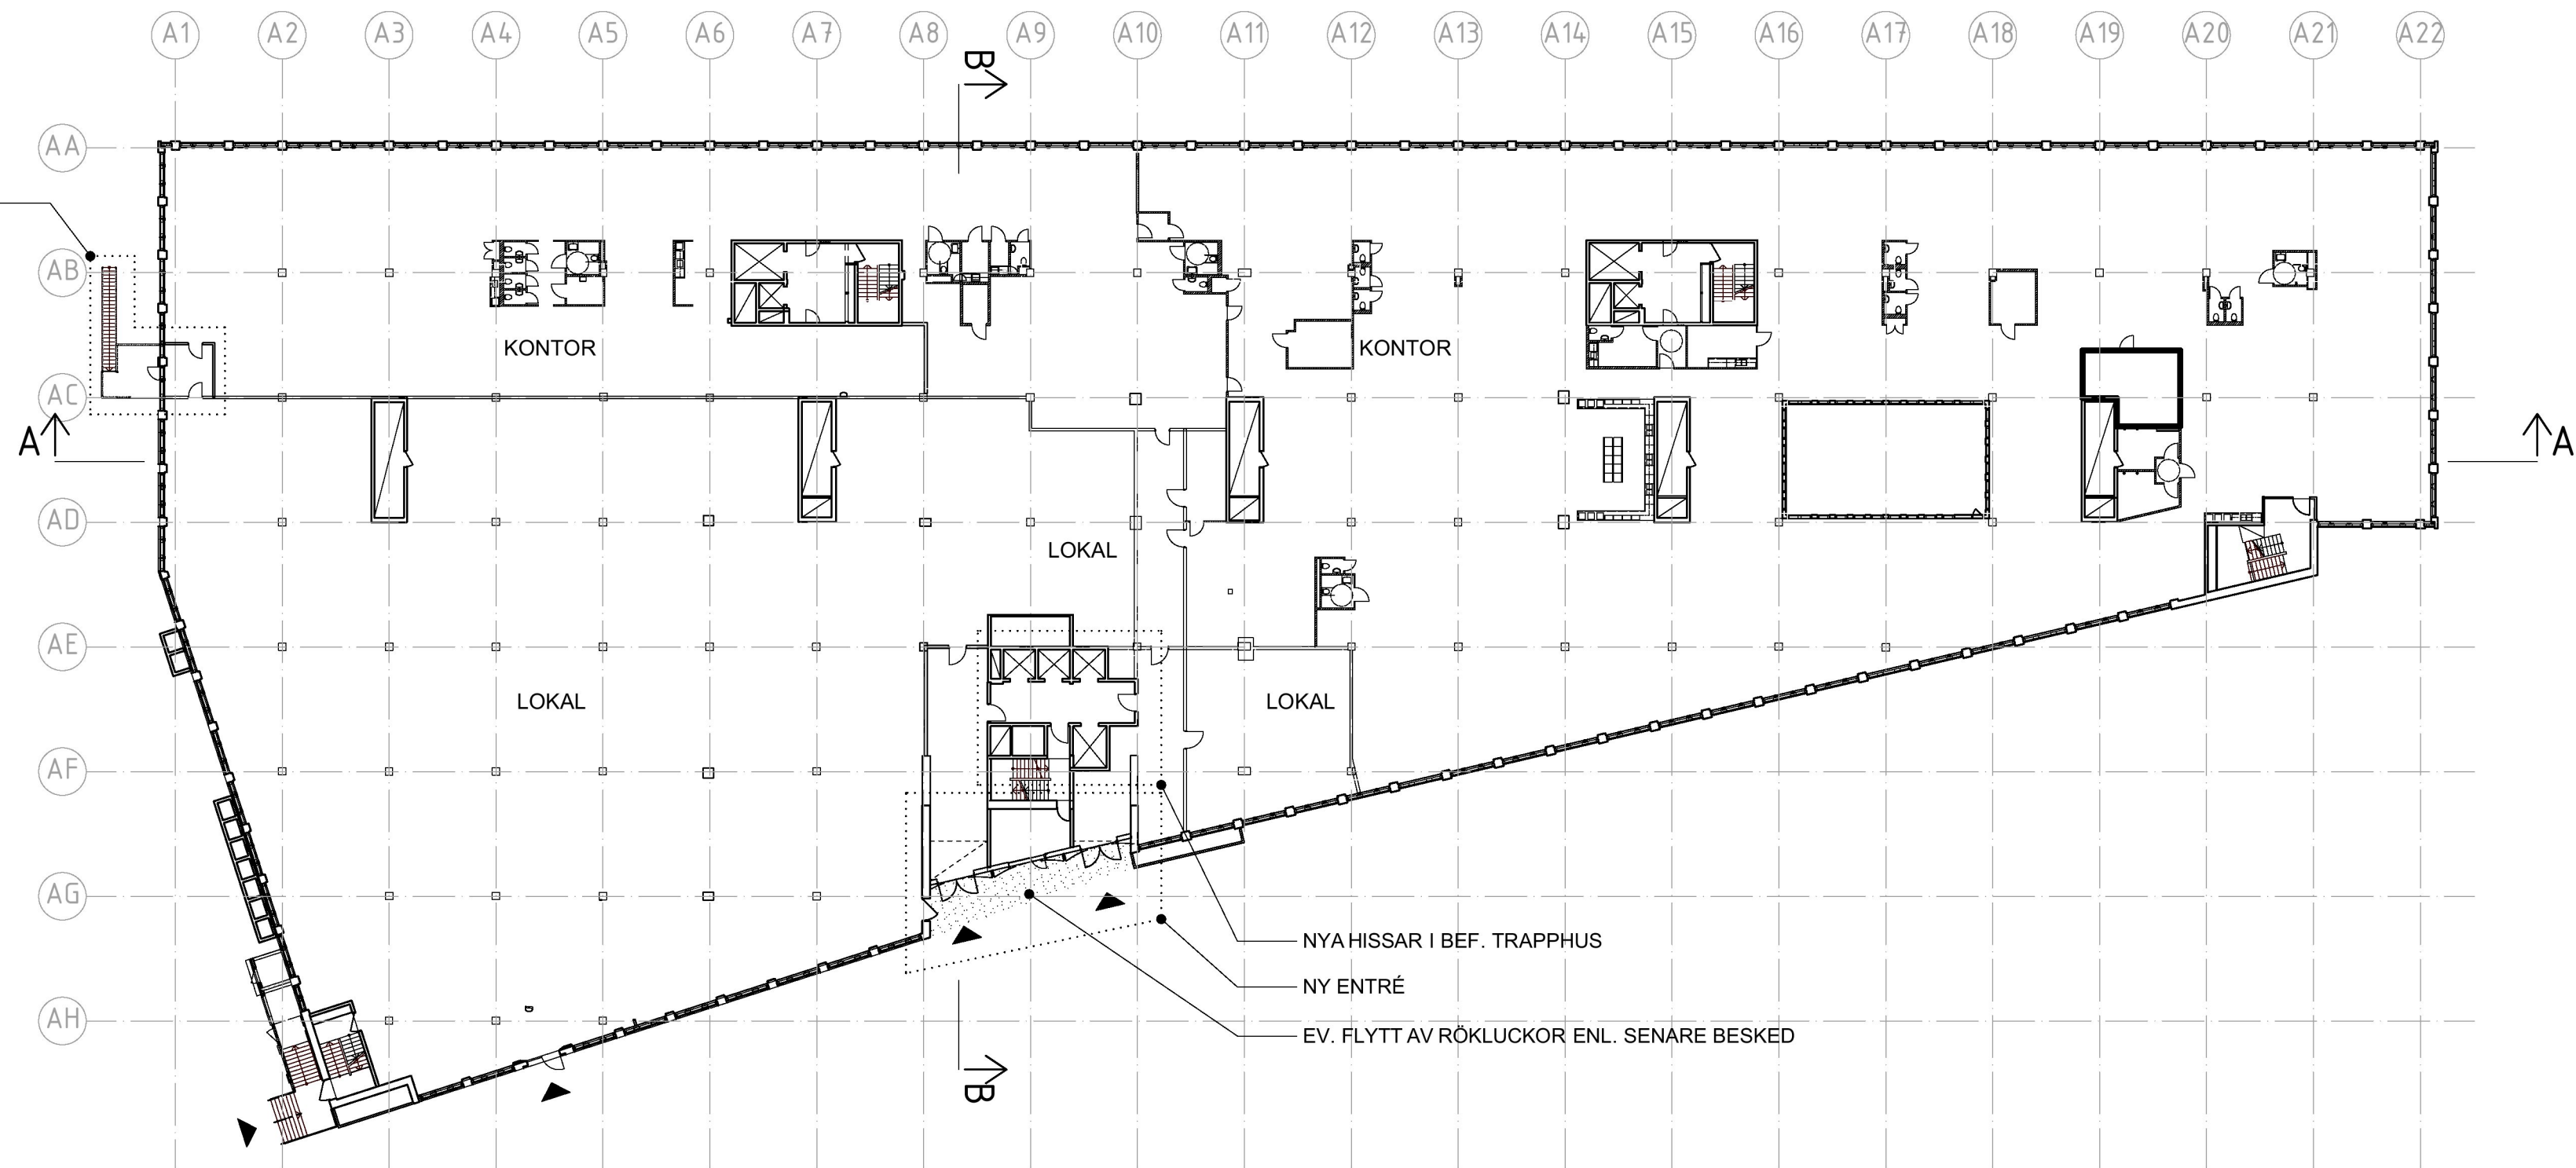 A1 A2 A3 A4 A5 A6 A7 A8 A9 A10 A11 A12 A13 A14 A15 A16 A17 A18 A19 A20 A21 A22
B
AA
AB
KONTOR KONTOR
AC
A A
AD
LOKAL
AE
LOKAL LOKAL
AF
AG
NYA HISSAR I BEF. TRAPPHUS
NY ENTRÉ
AH
EV. FLYTT AV RÖKLUCKOR ENL. SENARE BESKED
B